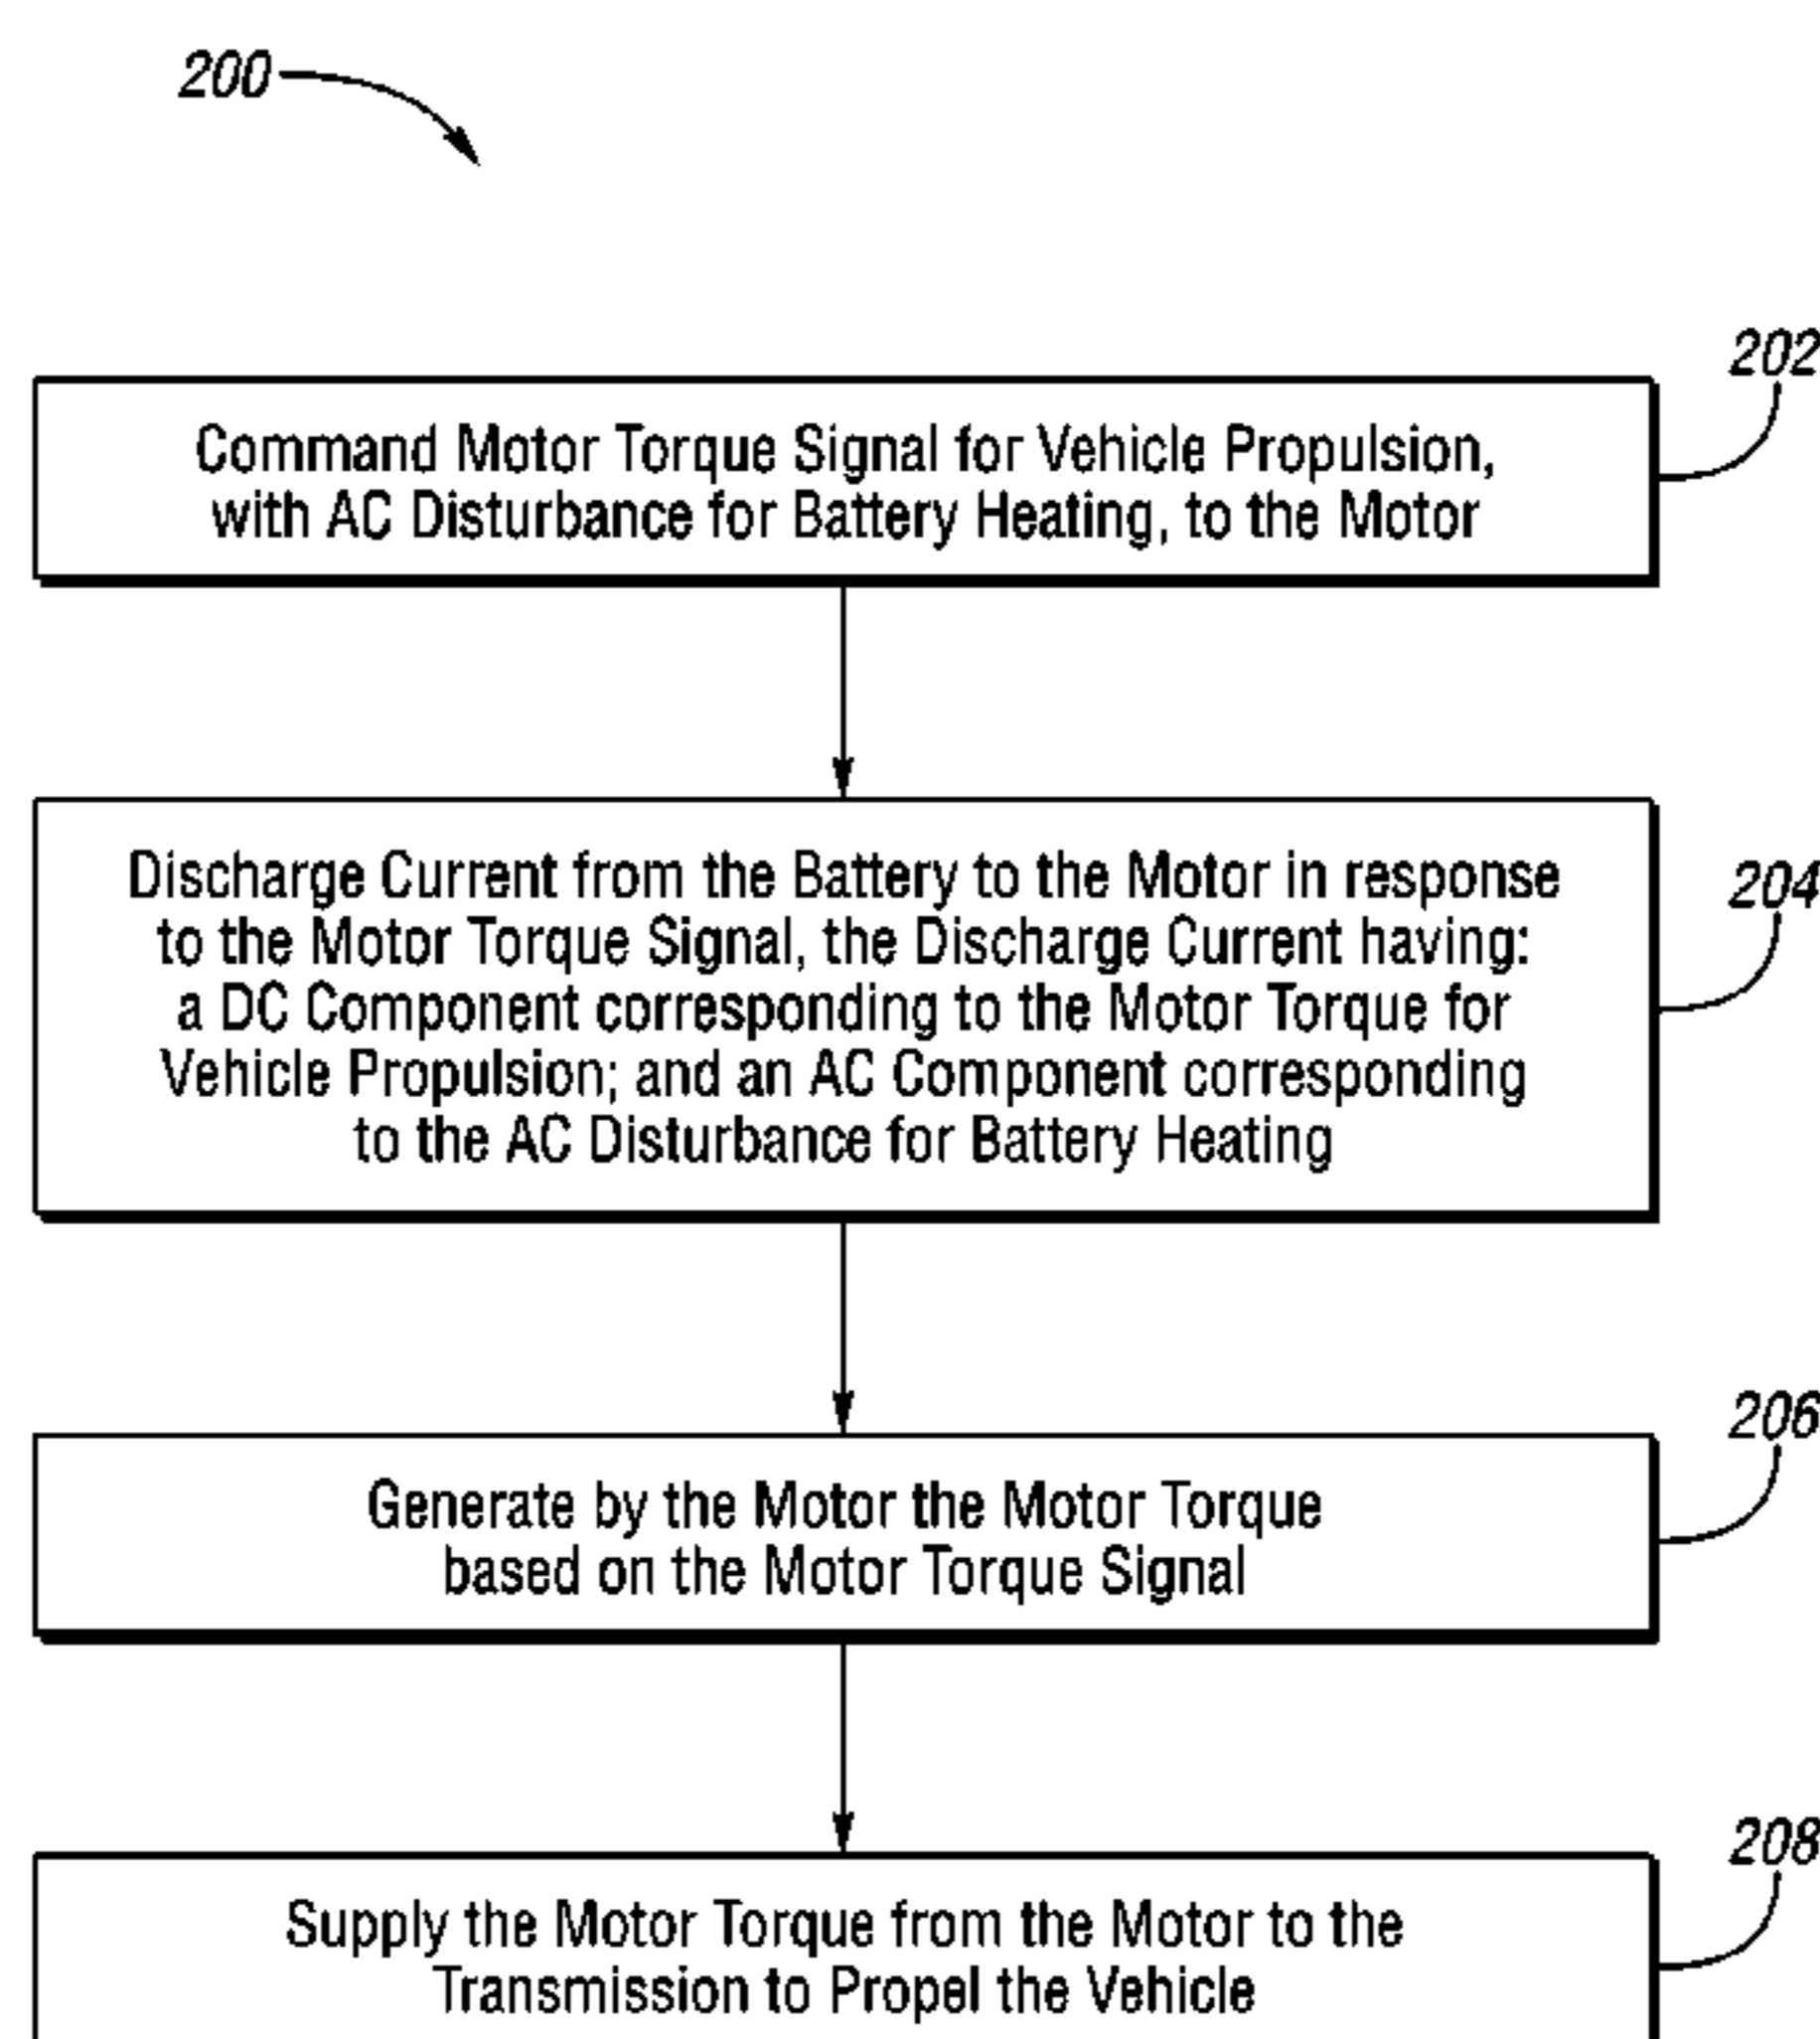 200
202
Command Motor Torque Signal for Vehicle Propulsion,
with AC Disturbance for Battery Heating, to the Motor
204
Discharge Current from the Battery to the Motor in response
to the Motor Torque Signal, the Discharge Current having:
a DC Component corresponding to the Motor Torque for
Vehicle Propulsion; and an AC Component corresponding
to the AC Disturbance for Battery Heating
206
Generate by the Motor the Motor Torque
based on the Motor Torque Signal
208
Supply the Motor Torque from the Motor to the
Transmission to Propel the Vehicle